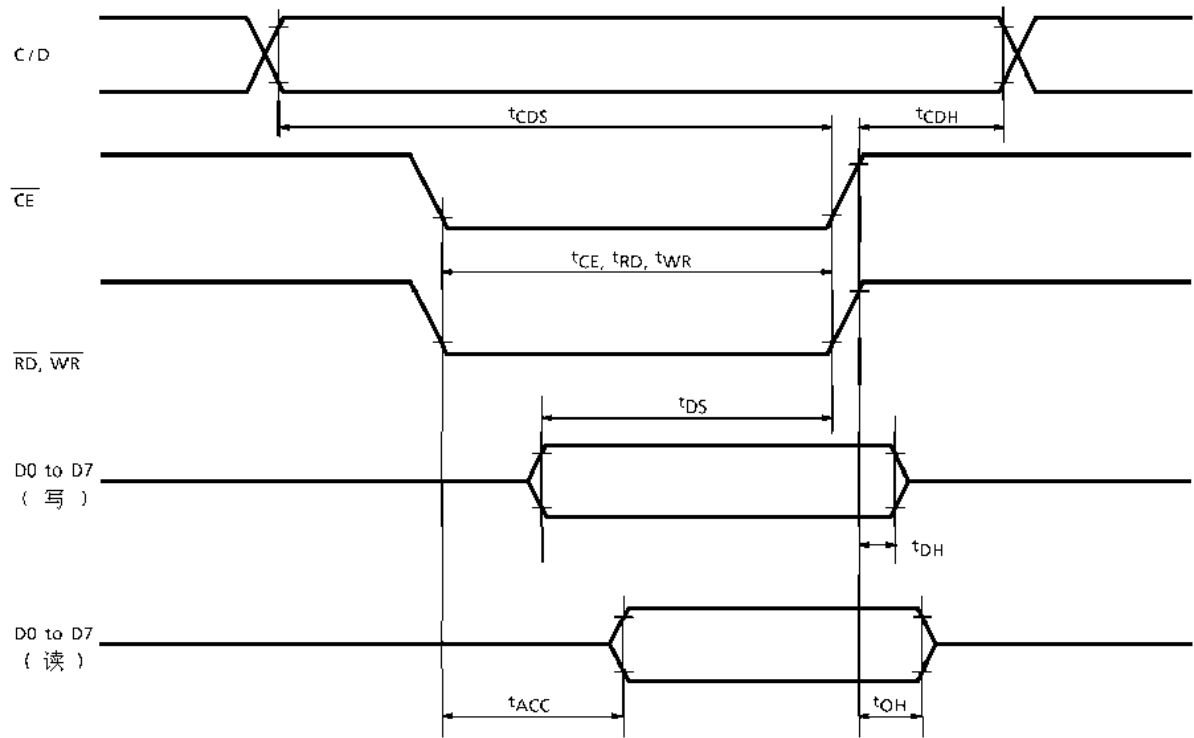 C/D
tCDS
tCDH
CE
tCE, tRD, tWR
RD, WR
tDS
D0 to D7
(写)
tDH
D0 to D7
(读)
tACC
tOH